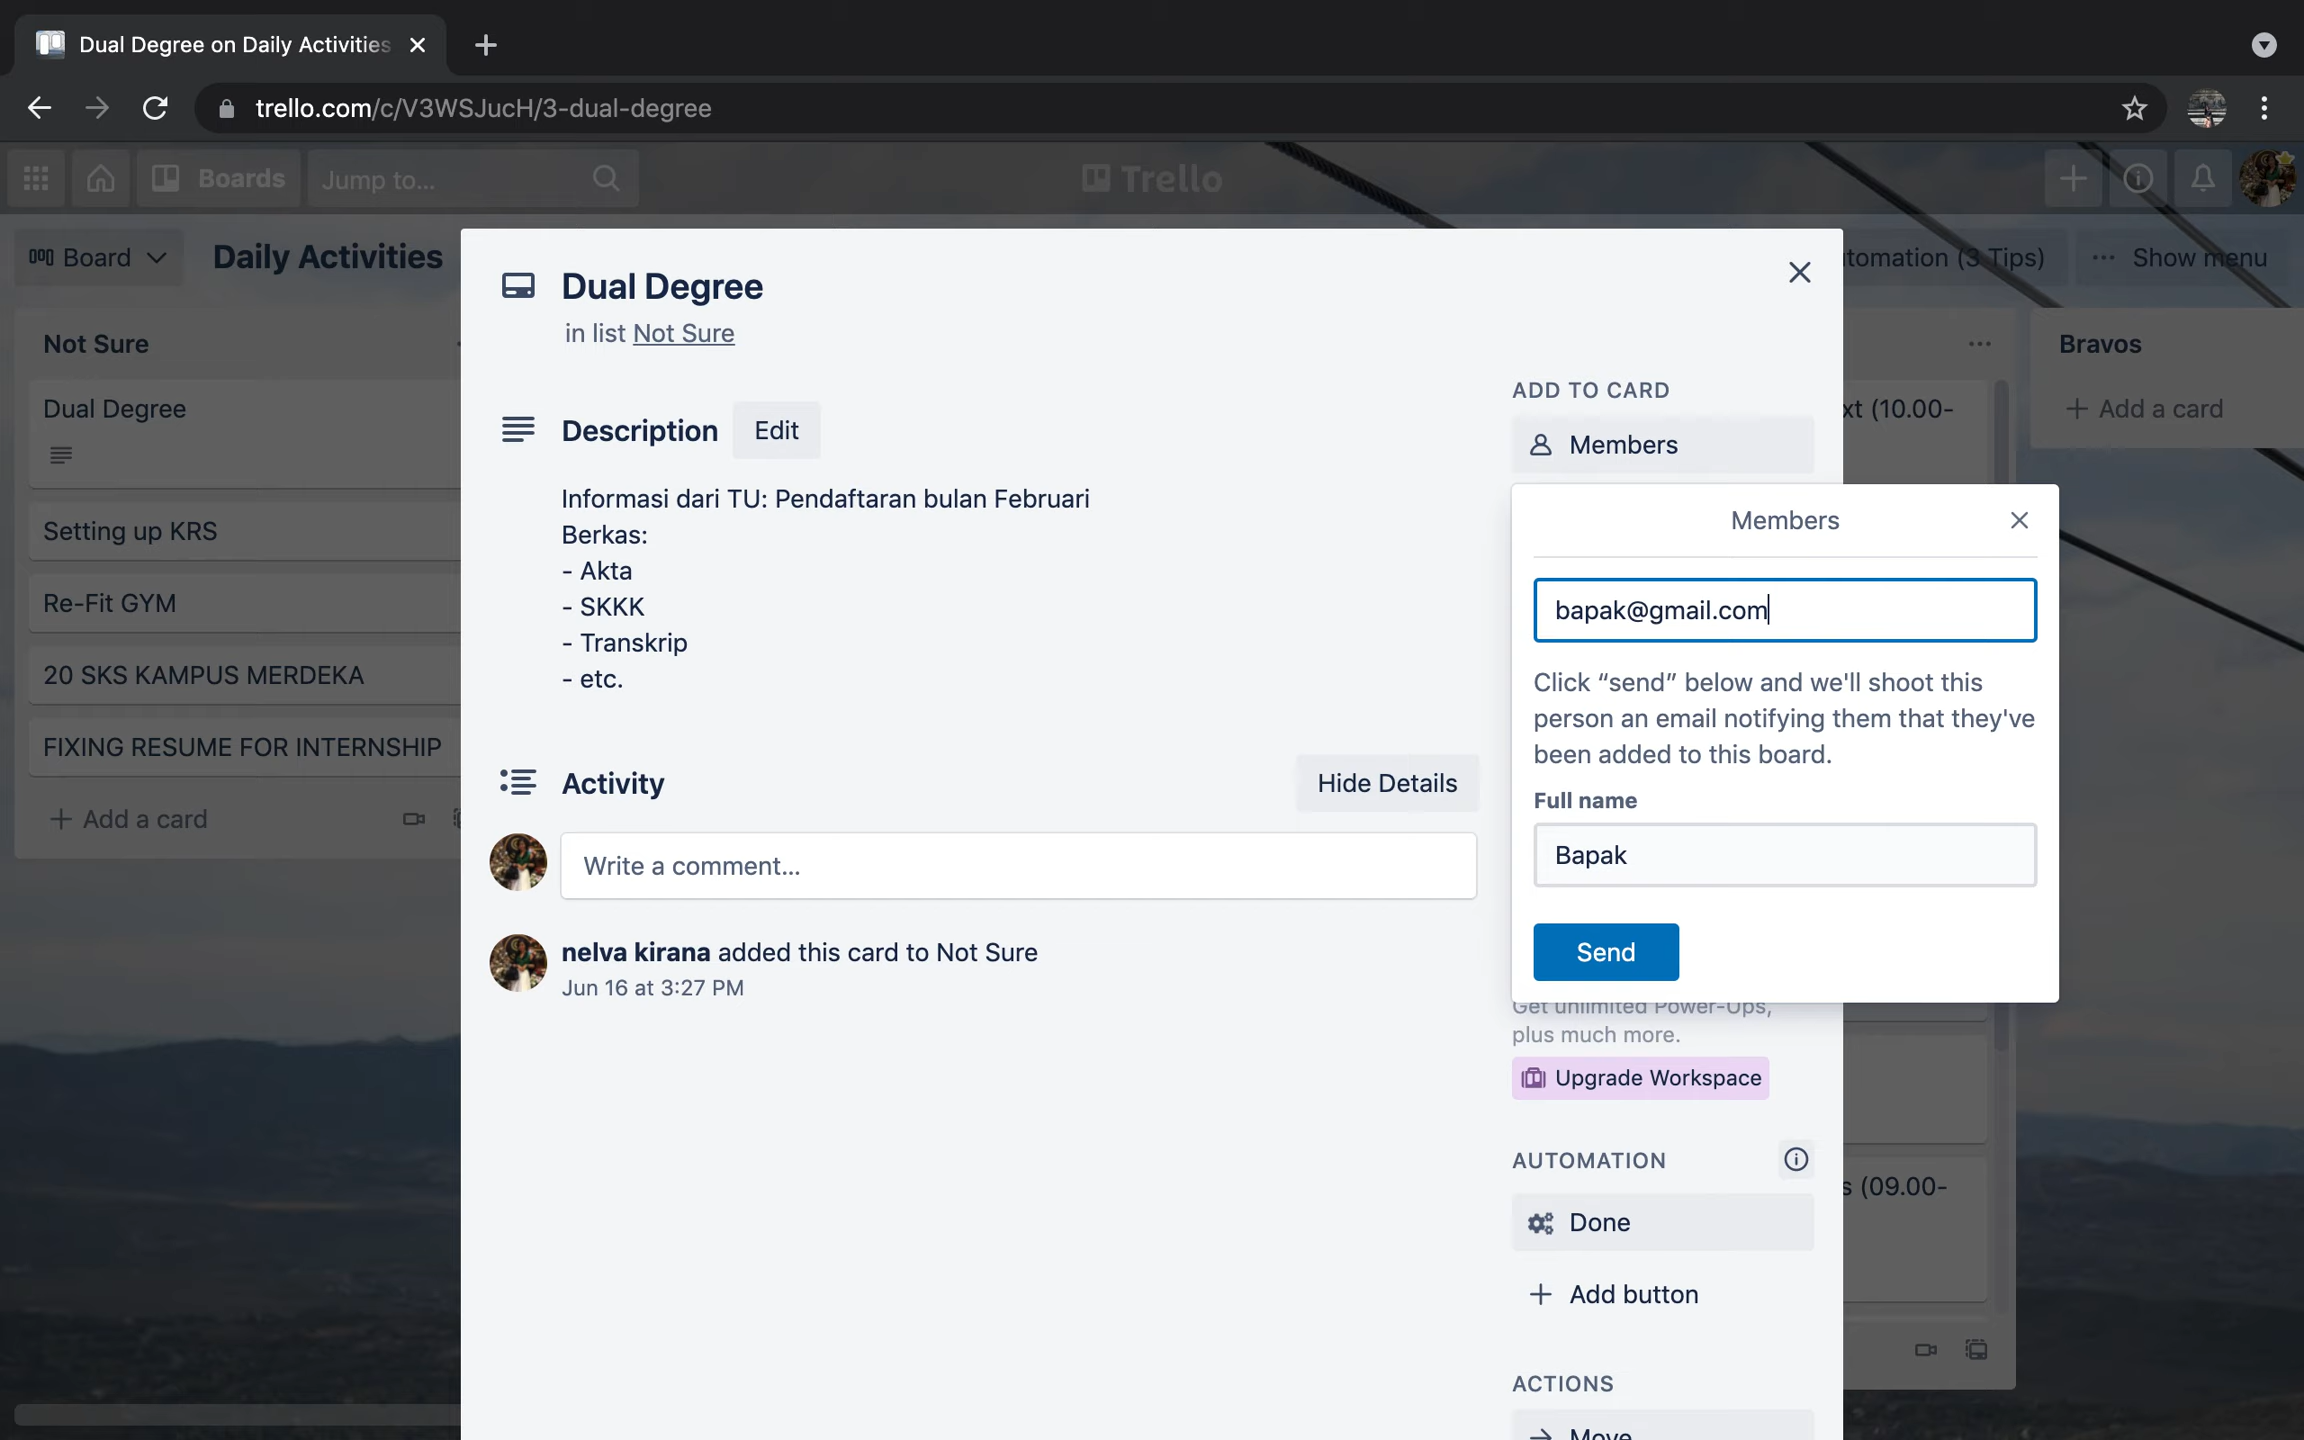 Dual Degree on Daily Activities
trello.com/c/V3WSJucH/3-dual-degree
Boards
Jump to...
Trello
Board
Daily Activities
(3 Tips)
Show menu
Not Sure
Dual Degree
Setting up KRS
Re-Fit GYM
20 SKS KAMPUS MERDEKA
FIXING RESUME FOR INTERNSHIP
+ Add a card
Dual Degree
in list Not Sure
Description
Edit
Informasi dari TU: Pendaftaran bulan Februari
Berkas:
- Akta
- SKKK
- Transkrip
- etc.
Activity
Hide Details
Write a comment...
nelva kirana added this card to Not Sure
Jun 16 at 3:27 PM
ADD TO CARD
Members
Members
bapak@gmail.com
Click “send” below and we'll shoot this
person an email notifying them that they've
been added to this board.
Full name
Bapak
Send
Get unlimited Power-Ups,
plus much more.
Upgrade Workspace
AUTOMATION
Done
+ Add button
ACTIONS
Move
(10.00-
(09.00-
Bravos
+ Add a card